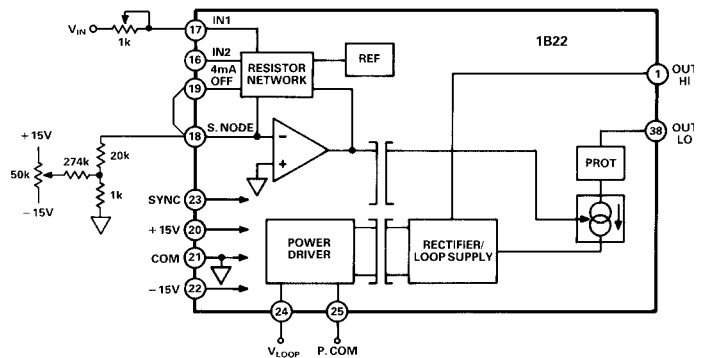 1B22
V_IN
1k
17
IN1
16
IN2
4mA
OFF
19
RESISTOR
NETWORK
REF
1
OUT
HI
18
S. NODE
38
OUT
LO
+15V
50k
-15V
274k
20k
1k
−
+
PROT
SYNC
23
+15V
20
COM
21
-15V
22
POWER
DRIVER
RECTIFIER/
LOOP SUPPLY
24
25
V_LOOP
P. COM